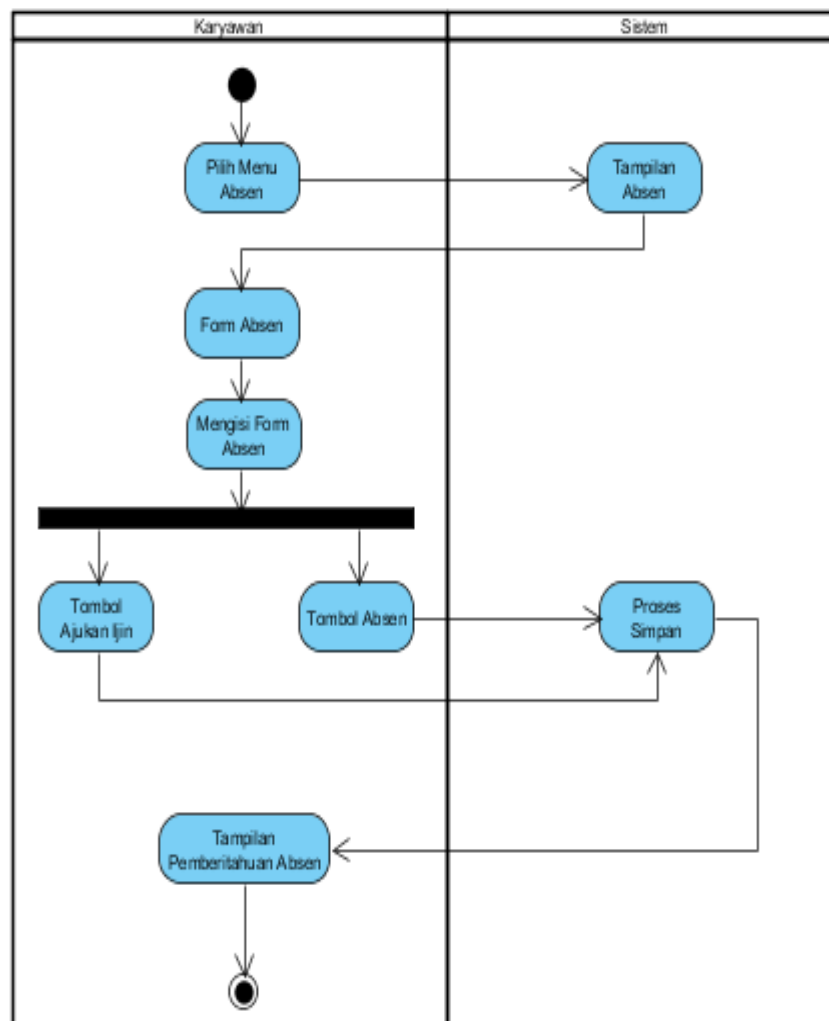 Karyawan
Sistem
Pilih Menu
Absen
Tampilan
Absen
Form Absen
Mengisi Form
Absen
Tombol
Ajukan Ijin
Tombol Absen
Proses
Simpan
Tampilan
Pemberitahuan Absen